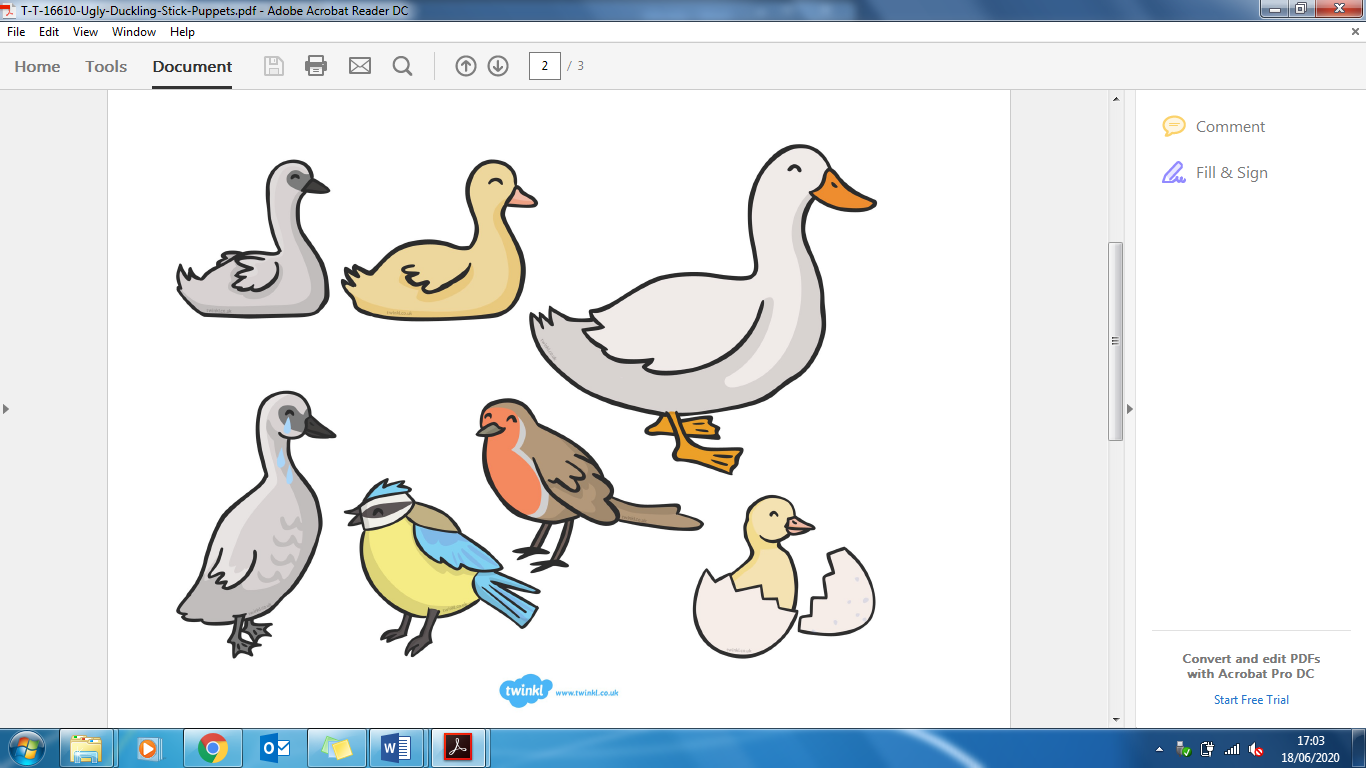 T-T-16610-Ugly-Duckling-Stick-Puppets.pdf - Adobe Acrobat Reader DC
File Edit View Window Help
Home Tools Document 2 / 3
Comment
Fill & Sign
twinkl www.twinkl.co.uk
Convert and edit PDFs
with Acrobat Pro DC
Start Free Trial
17:03
18/06/2020